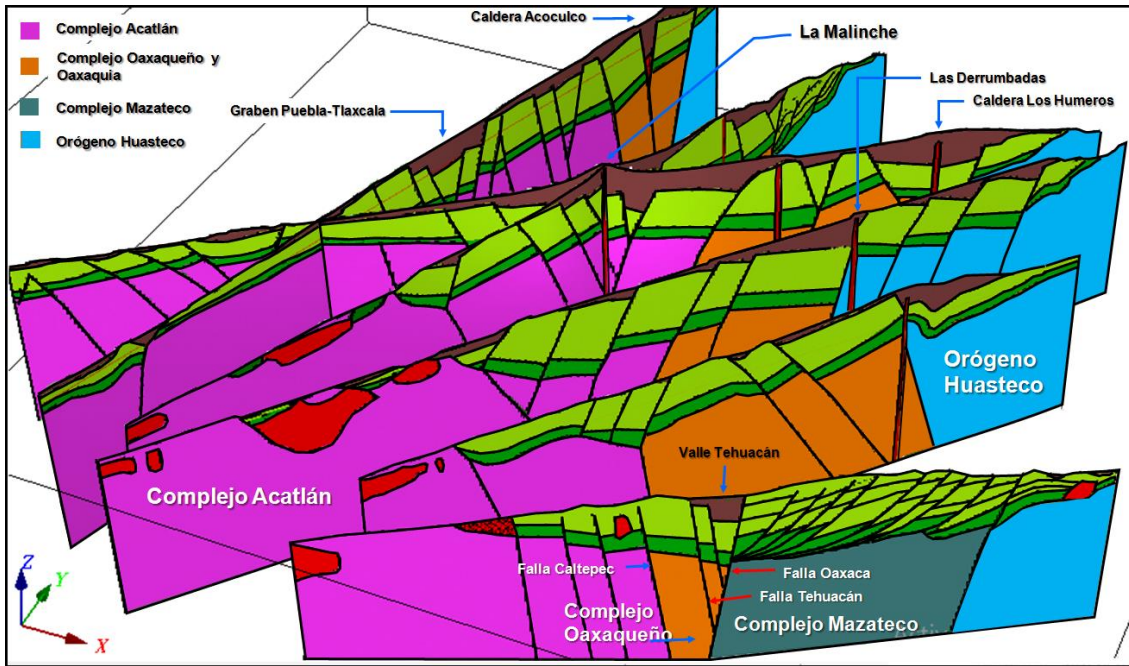 Complejo Acatlán
Complejo Oaxaqueño y
Oaxaquia
Complejo Mazateco
Orógeno Huasteco
Caldera Acoculco
La Malinche
Las Derrumbadas
Caldera Los Humeros
Graben Puebla-Tlaxcala
Orógeno
Huasteco
Valle Tehuacán
Complejo Acatlán
Falla Caltepec
Falla Oaxaca
Falla Tehuacán
Complejo
Oaxaqueño
Complejo Mazateco
Z
Y
X